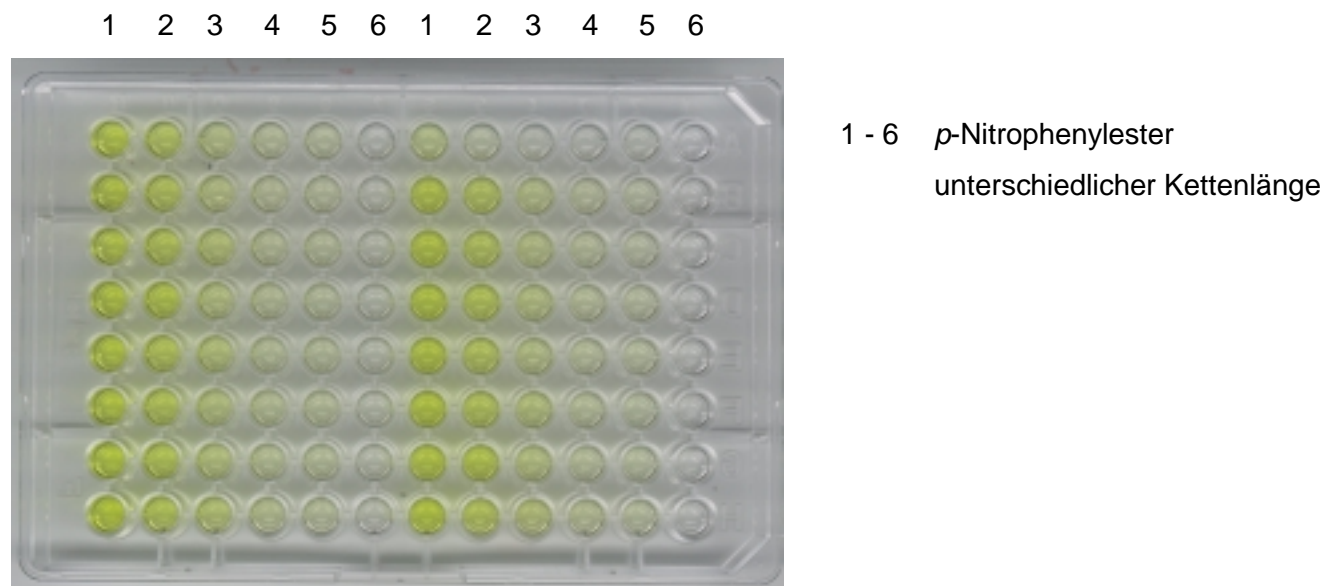 1 2 3 4 5 6 1 2 3 4 5 6
1 - 6 p-Nitrophenylester
unterschiedlicher Kettenlänge